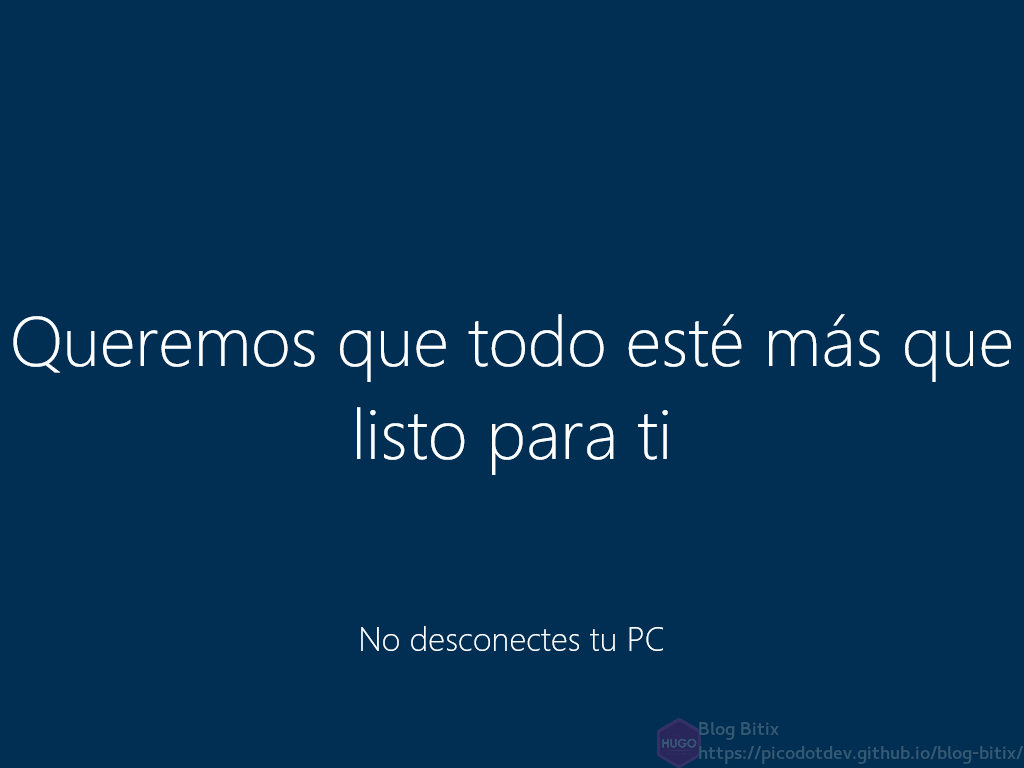 Queremos que todo esté más que
listo para ti
No desconectes tu PC
HUGO
Blog Bitix
https://picodotdev.github.io/blog-bitix/